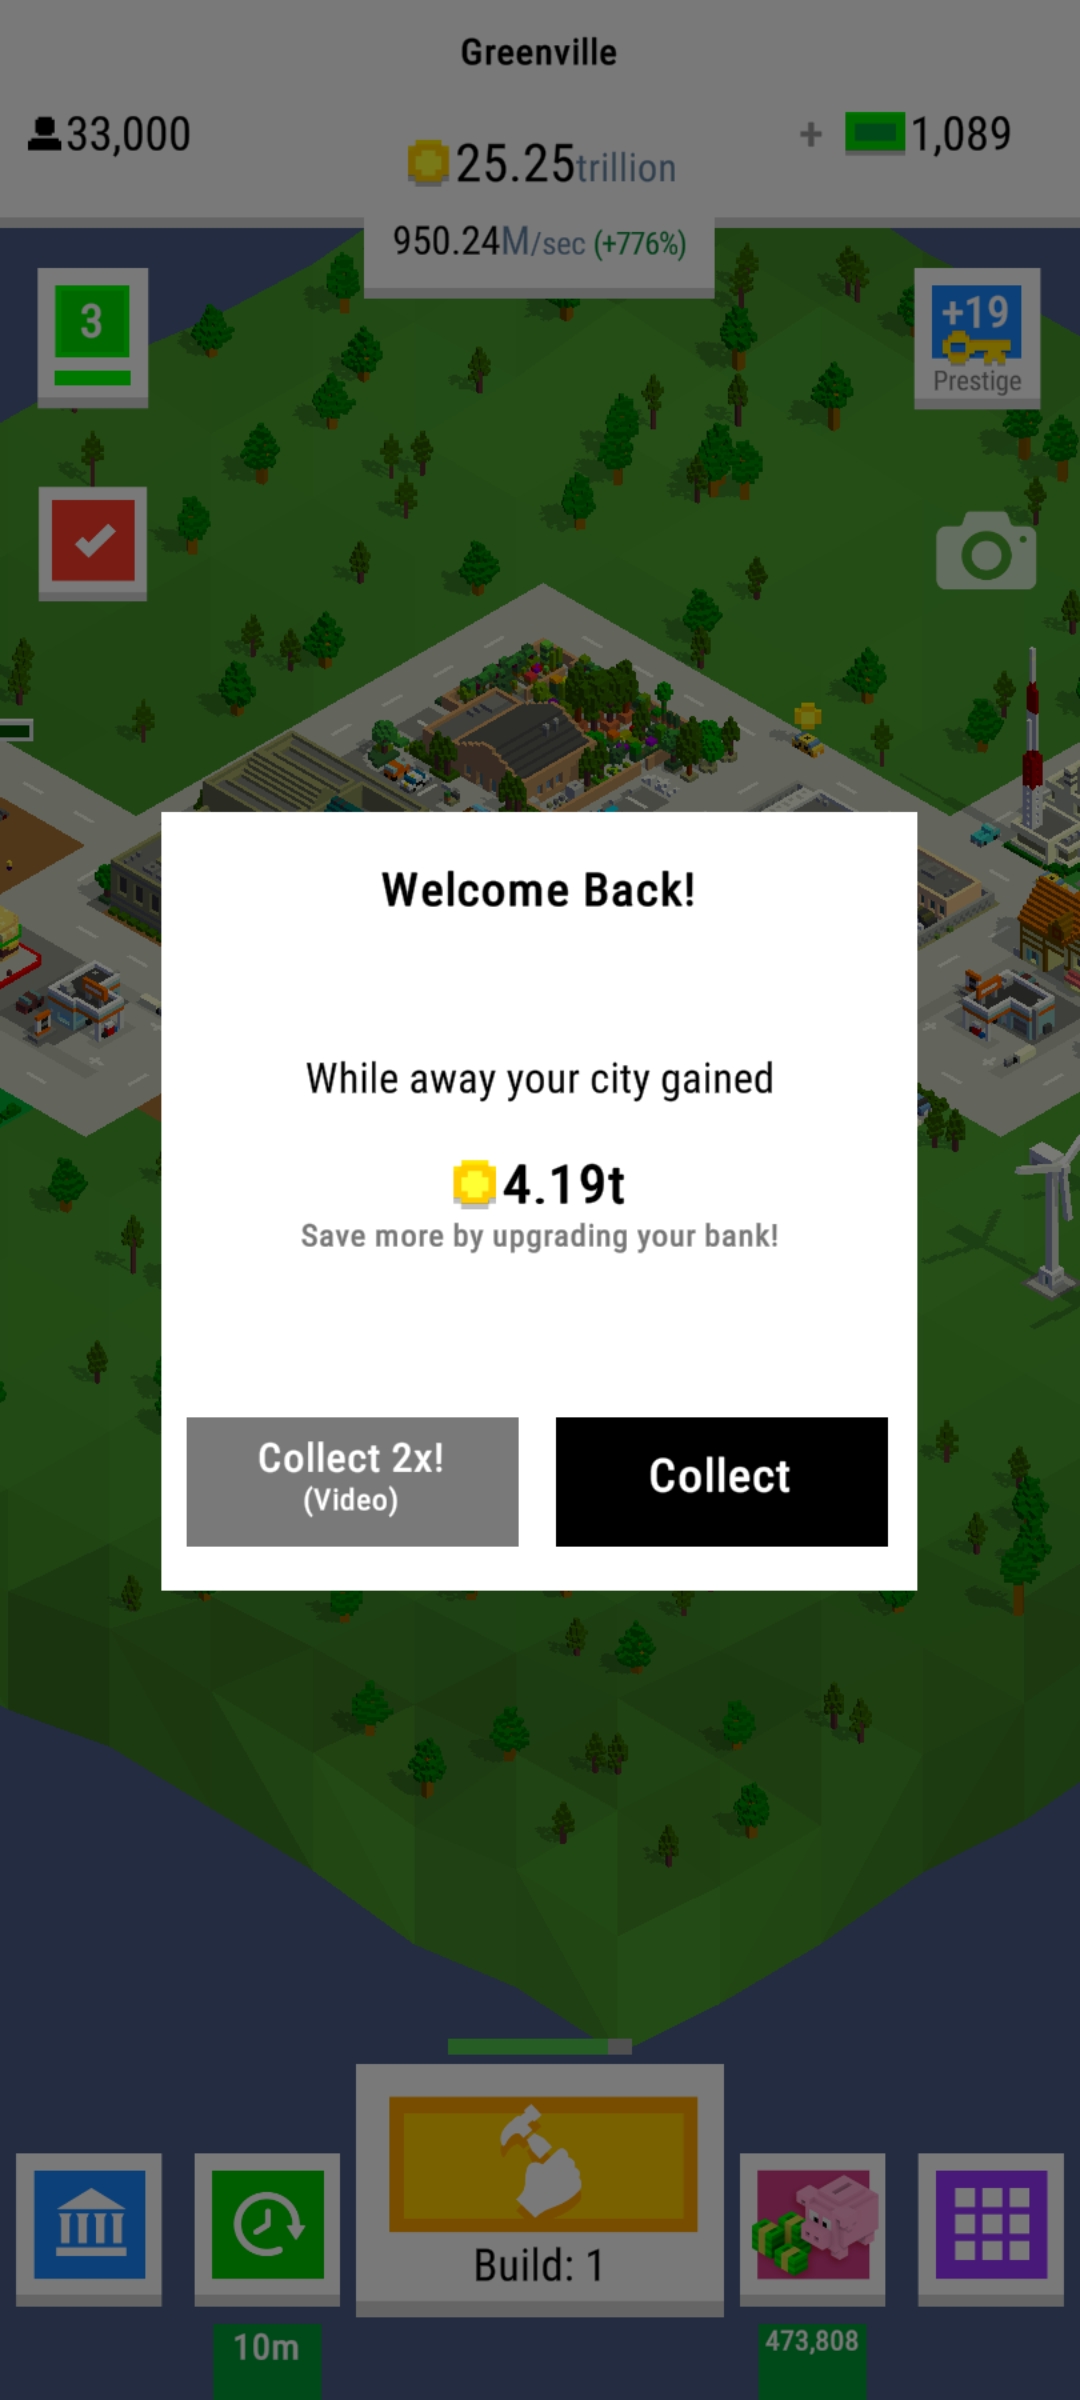 Greenville
33,000
25.25trillion
+ 1,089
950.24M/sec (+776%)
3
+19
Prestige
Welcome Back!
While away your city gained
4.19t
Save more by upgrading your bank!
Collect 2x!
(Video)
Collect
Build: 1
10m
473,808